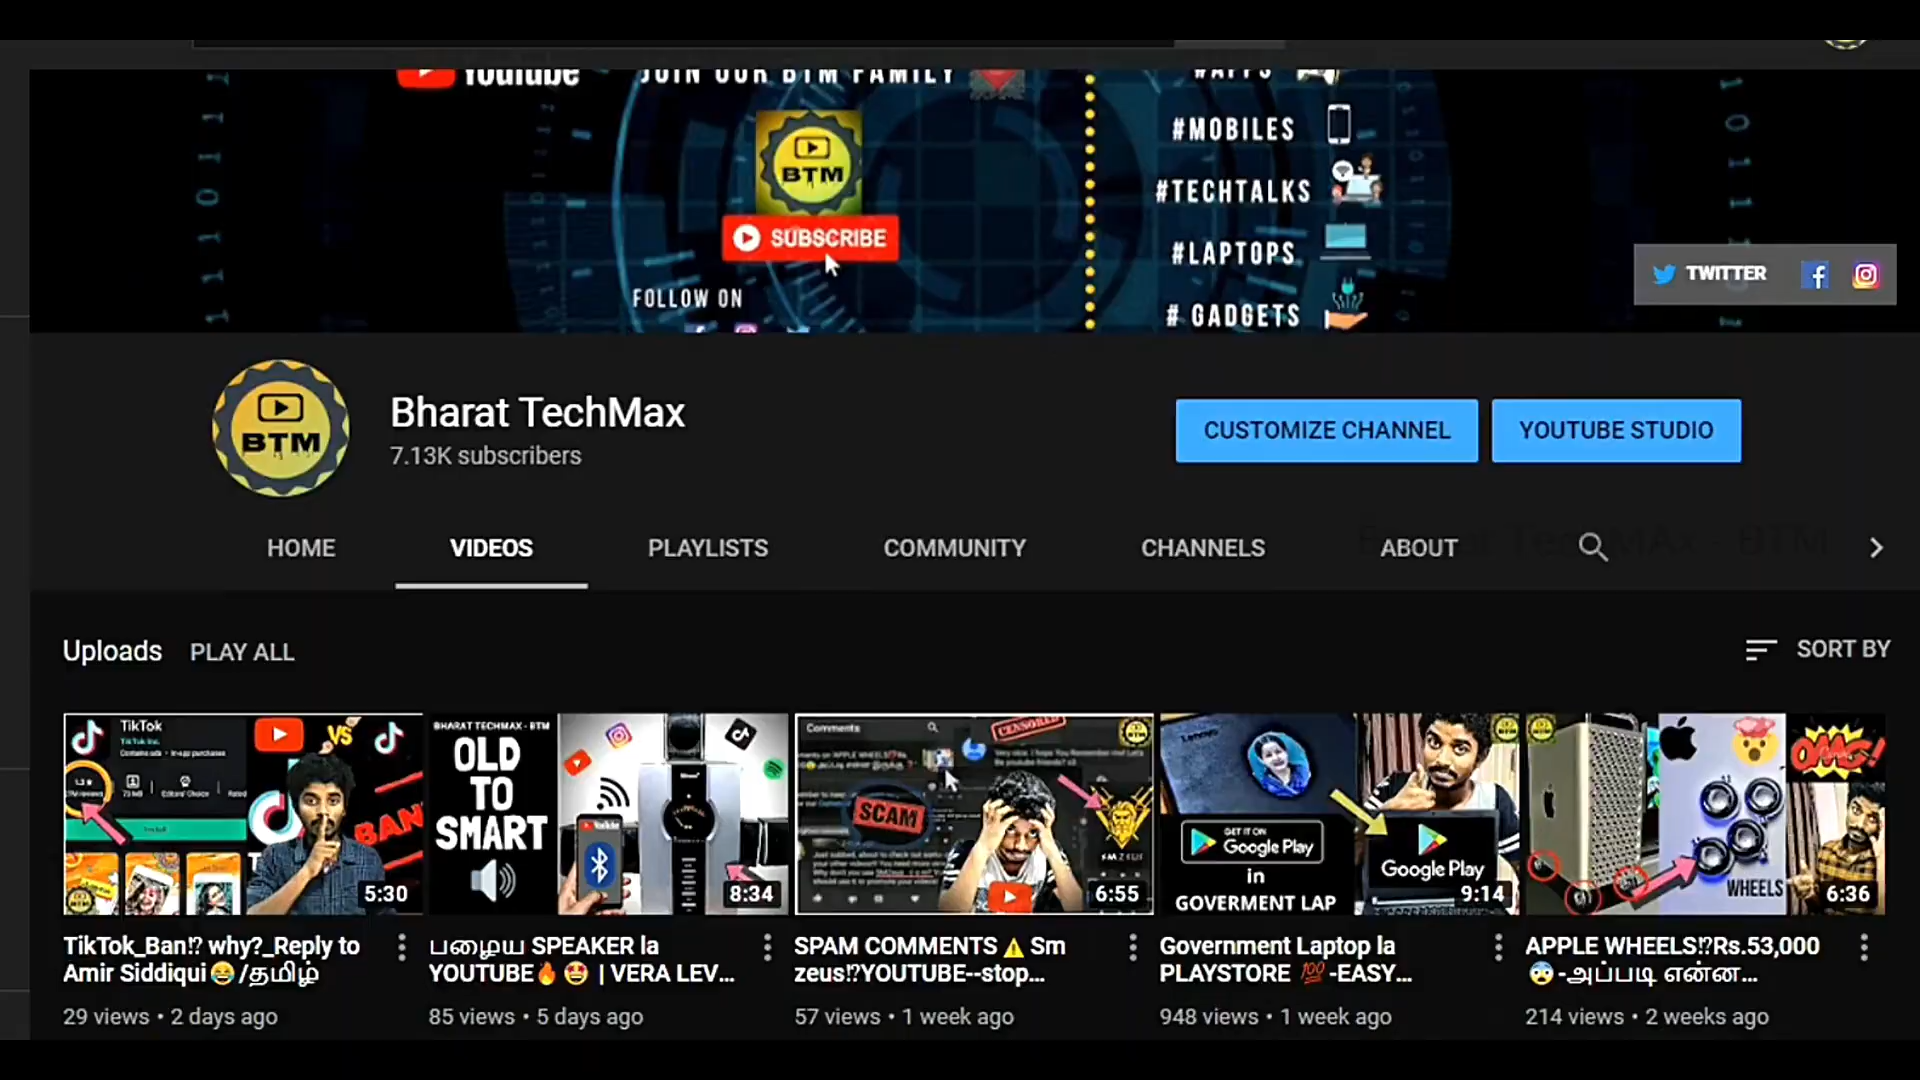 YouTube JOIN OUR BTM FAMILY
#APPS
#MOBILES
#TECHTALKS
#LAPTOPS
# GADGETS
BTM
SUBSCRIBE
FOLLOW ON
TWITTER
BTM
Bharat TechMax
7.13K subscribers
CUSTOMIZE CHANNEL
YOUTUBE STUDIO
HOME VIDEOS PLAYLISTS COMMUNITY CHANNELS ABOUT
Uploads PLAY ALL
SORT BY
TikTok
VS
BAN
5:30
BHARAT TECHMAX - BTM
OLD
TO
SMART
YouTube
8:34
Comments
CENSORED
SCAM
6:55
Lenovo
GET IT ON
Google Play
in
GOVERMENT LAP
Google Play
9:14
OMG!
WHEELS
6:36
TikTok_Ban!? why?_Reply to
Amir Siddiqui😂/தமிழ்
29 views • 2 days ago
பழைய SPEAKER la
YOUTUBE🔥 🤩 | VERA LEV...
85 views • 5 days ago
SPAM COMMENTS ⚠️ Sm
zeus!?YOUTUBE--stop...
57 views • 1 week ago
Government Laptop la
PLAYSTORE 💯 -EASY...
948 views • 1 week ago
APPLE WHEELS!?Rs.53,000
😨-அப்படி என்ன...
214 views • 2 weeks ago